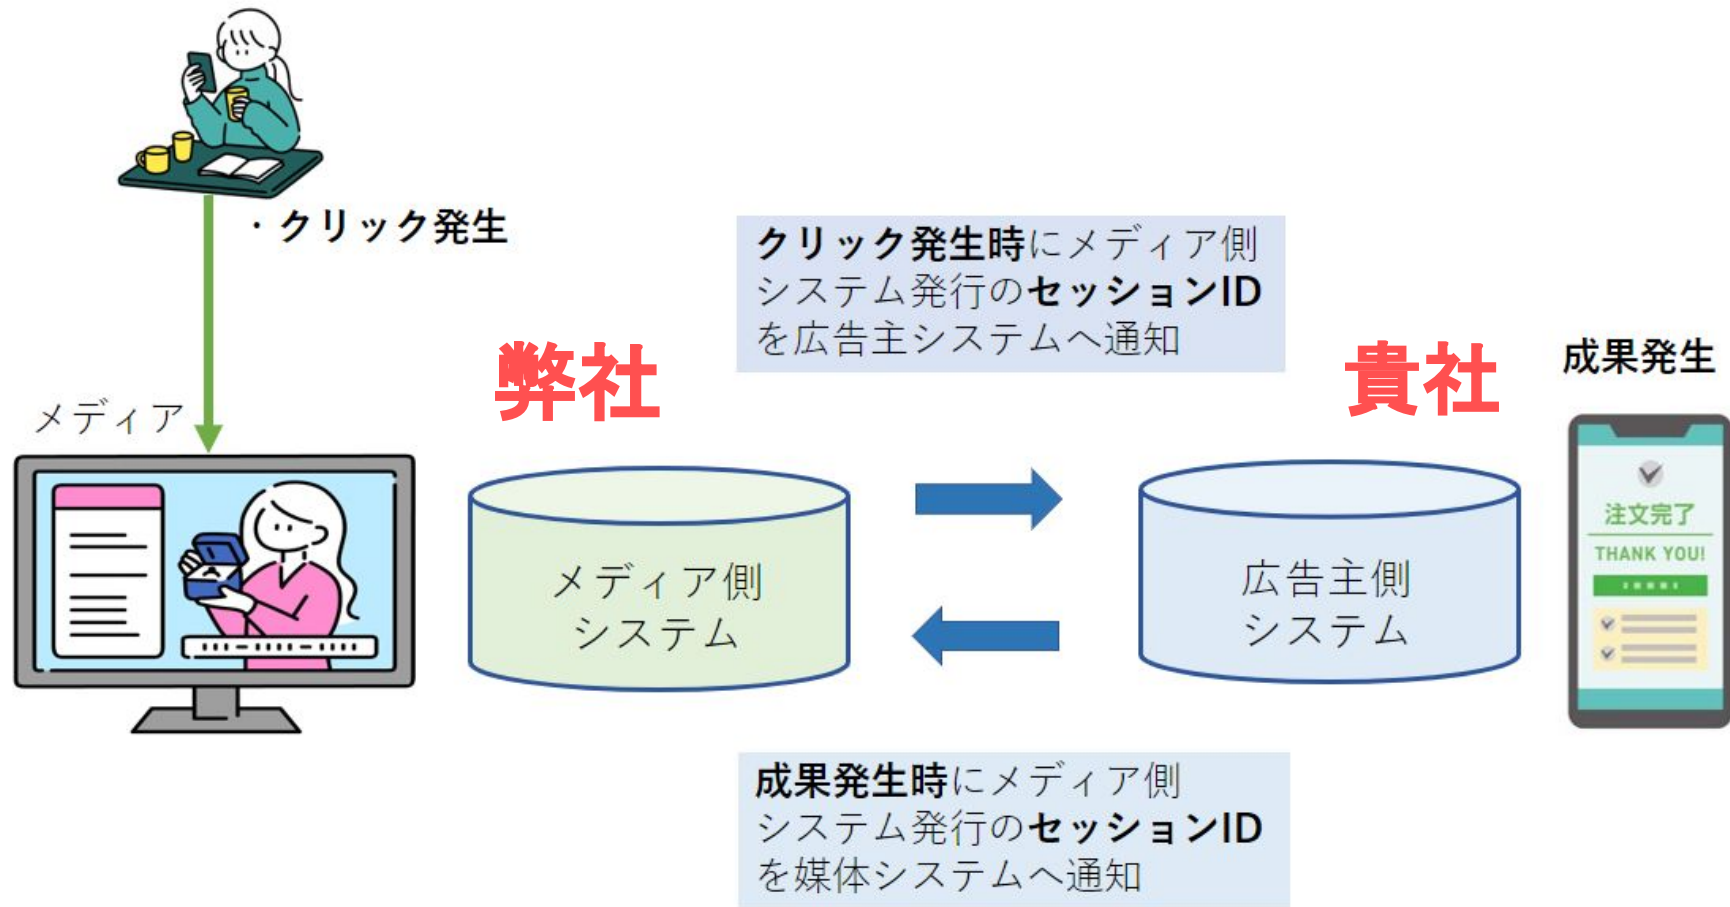 ・クリック発生
クリック発生時にメディア側
システム発行のセッションID
を広告主システムへ通知
弊社
貴社
成果発生
メディア
メディア側
システム
広告主側
システム
注文完了
THANK YOU!
成果発生時にメディア側
システム発行のセッションID
を媒体システムへ通知